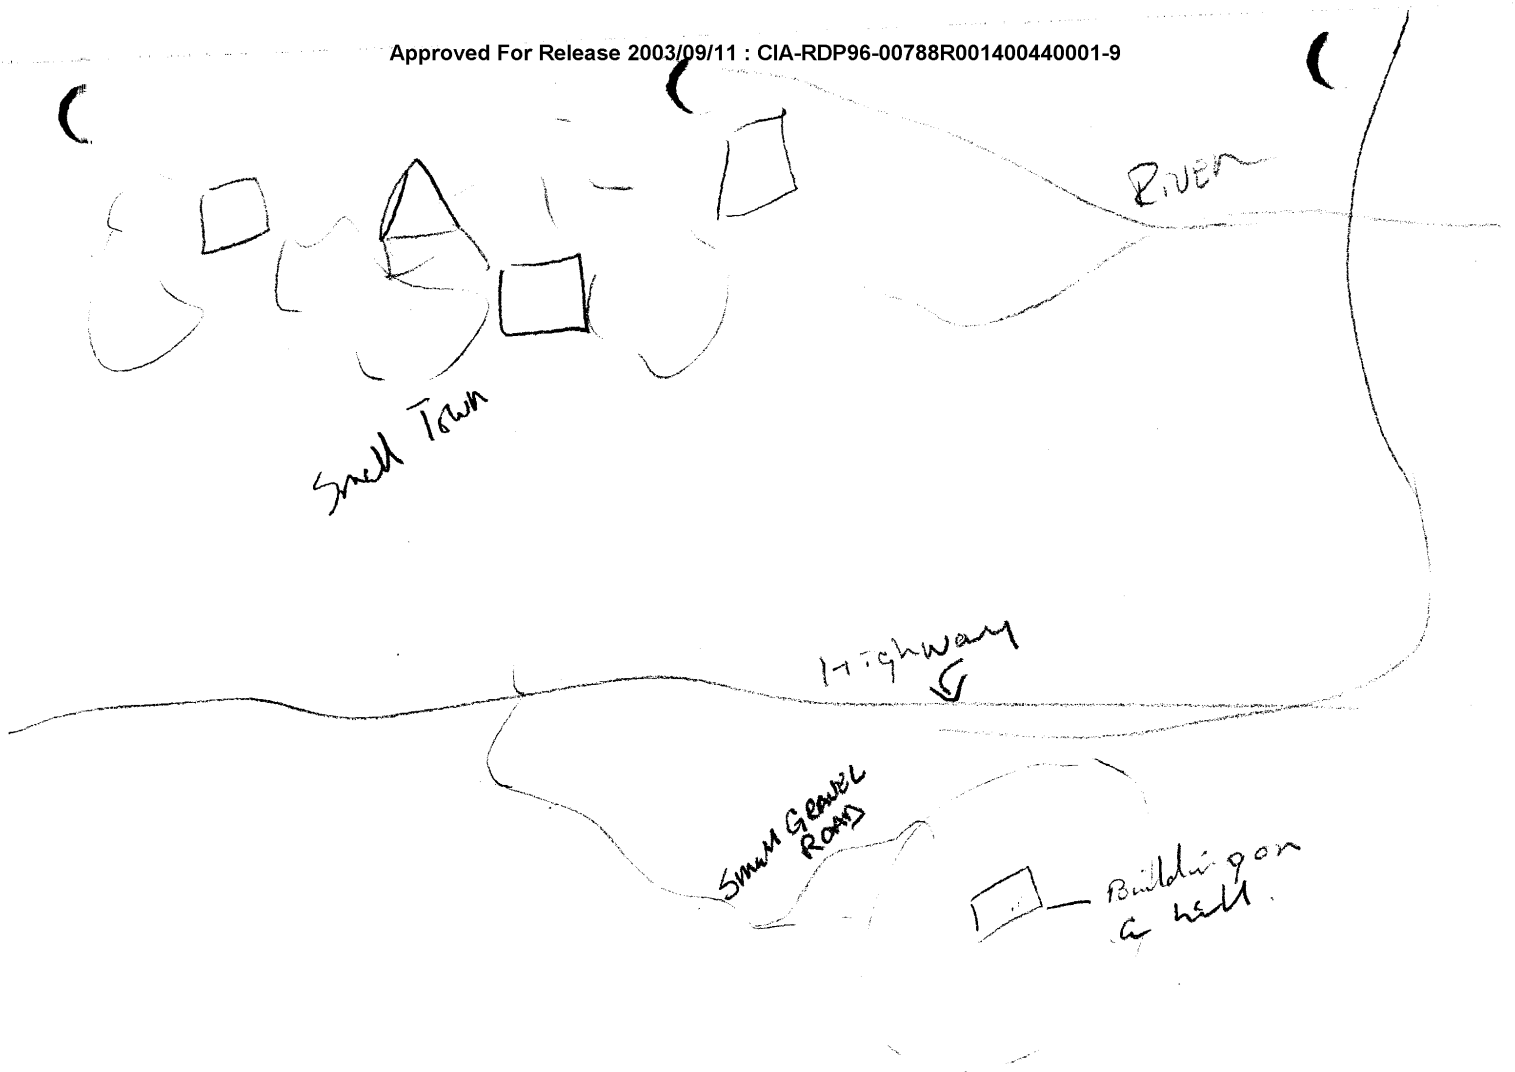 Approved For Release 2003/09/11 : CIA-RDP96-00788R001400440001-9
RIVER
Small Town
Highway
Small GRAVEL
ROAD
Building on
a hill.